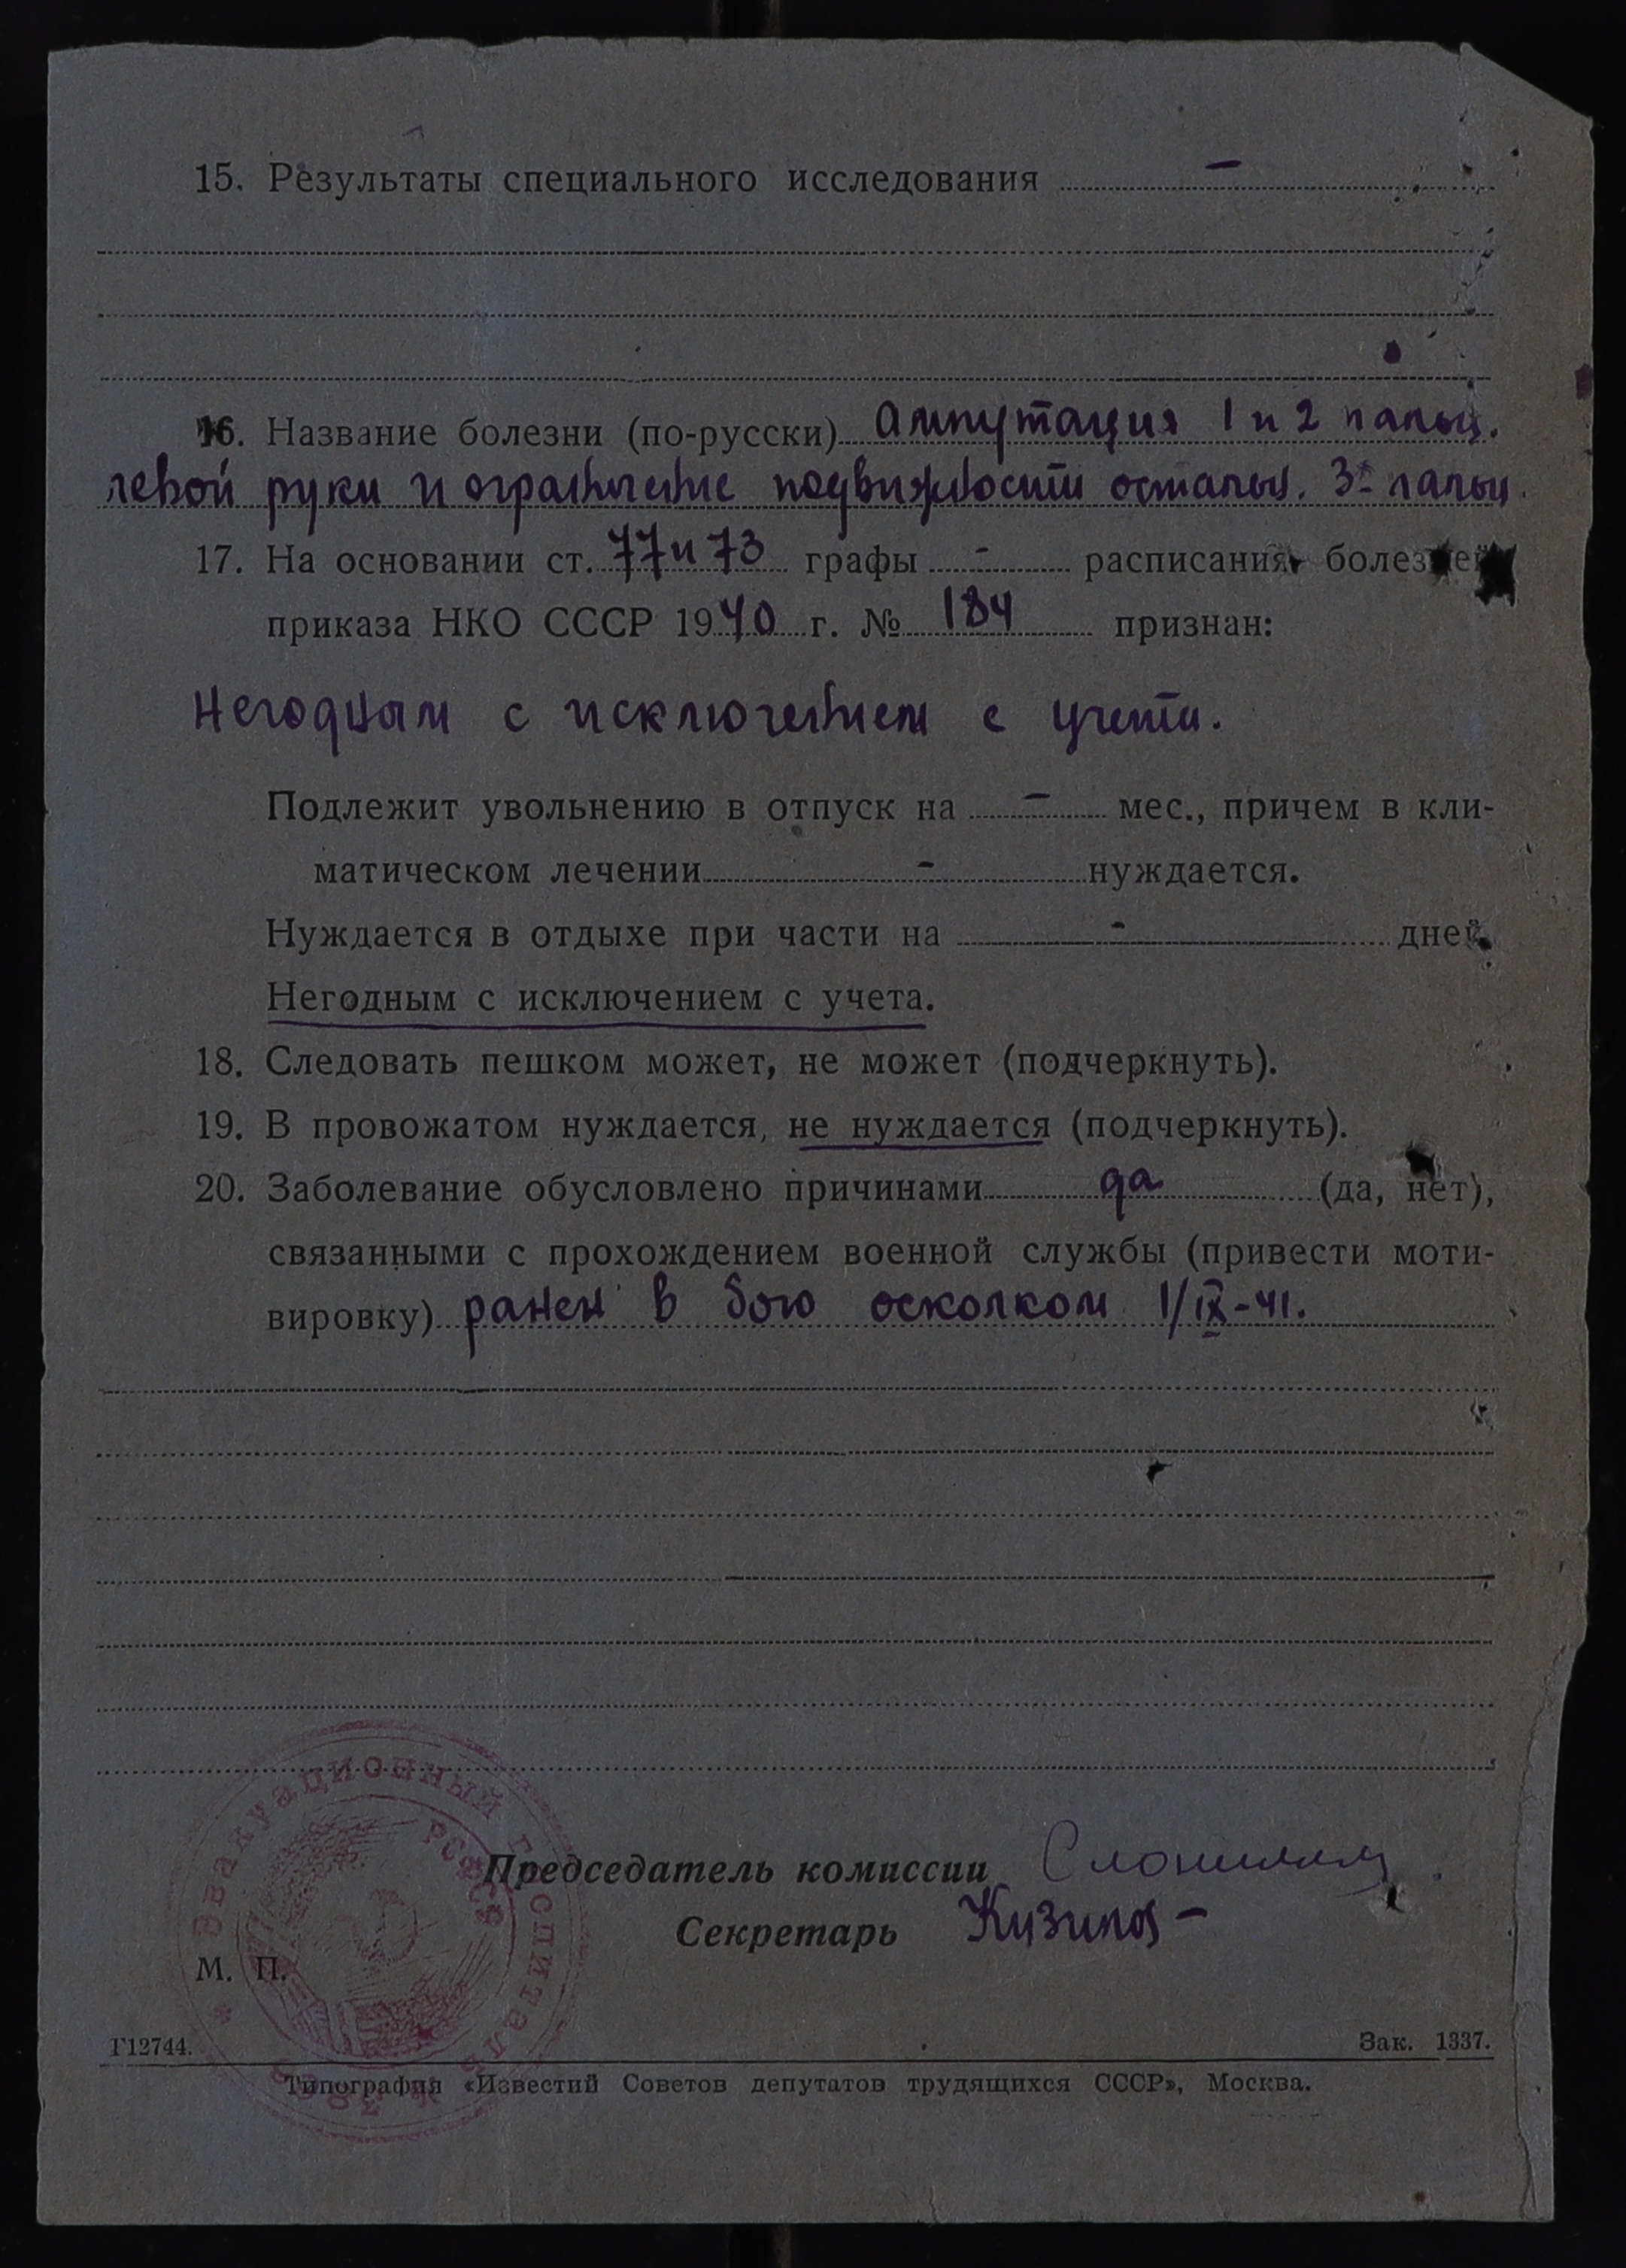 15. Результаты специального исследования –
16. Название болезни (по-русски) Ампутация 1 и 2 пальц.
левой руки и ограничение подвижности остальн. 3х пальц.
17. На основании ст. 77 и 73 графы - расписания болезней
приказа НКО СССР 1940 г. № 184 признан:
Негодным с исключением с учета.
Подлежит увольнению в отпуск на – мес., причем в кли-
матическом лечении - нуждается.
Нуждается в отдыхе при части на - дней.
Негодным с исключением с учета.
18. Следовать пешком может, не может (подчеркнуть).
19. В провожатом нуждается, не нуждается (подчеркнуть).
20. Заболевание обусловлено причинами да (да, нет),
связанными с прохождением военной службы (привести моти-
вировку) ранен в бою осколком 1/IX-41.
Эвакуационный госпиталь
РСФСР
Председатель комиссии
Секретарь
М. П.
Г12744. Зак. 1337.
Типография «Известий Советов депутатов трудящихся СССР», Москва.